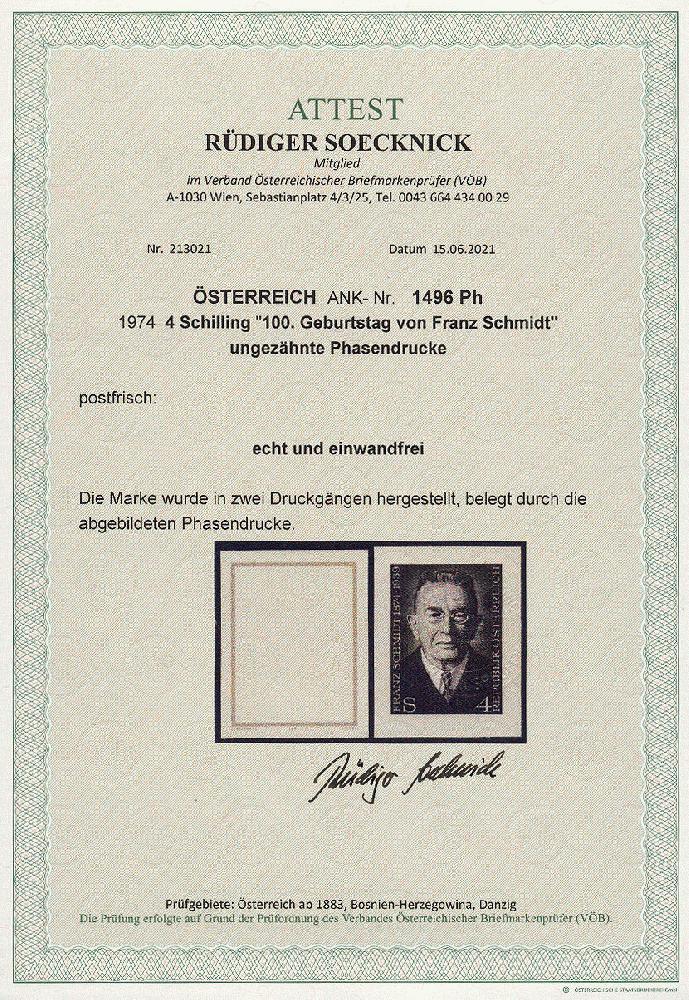 ATTEST
RÜDIGER SOECKNICK
Mitglied
im Verband Österreichischer Briefmarkenprüfer (VÖB)
A-1030 Wien, Sebastianplatz 4/3/25, Tel. 0043 664 434 00 29
Nr. 213021 Datum 15.06.2021
ÖSTERREICH ANK- Nr. 1496 Ph
1974 4 Schilling "100. Geburtstag von Franz Schmidt"
ungezähnte Phasendrucke
postfrisch:
echt und einwandfrei
Die Marke wurde in zwei Druckgängen hergestellt, belegt durch die
abgebildeten Phasendrucke.
FRANZ SCHMIDT 1874-1939
REPUBLIK ÖSTERREICH
S 4
Prüfgebiete: Österreich ab 1883, Bosnien-Herzegowina, Danzig
Die Prüfung erfolgte auf Grund der Prüfordnung des Verbandes Österreichischer Briefmarkenprüfer (VÖB).
© ÖSTERREICHISCHE STAATSDRUCKEREI GmbH